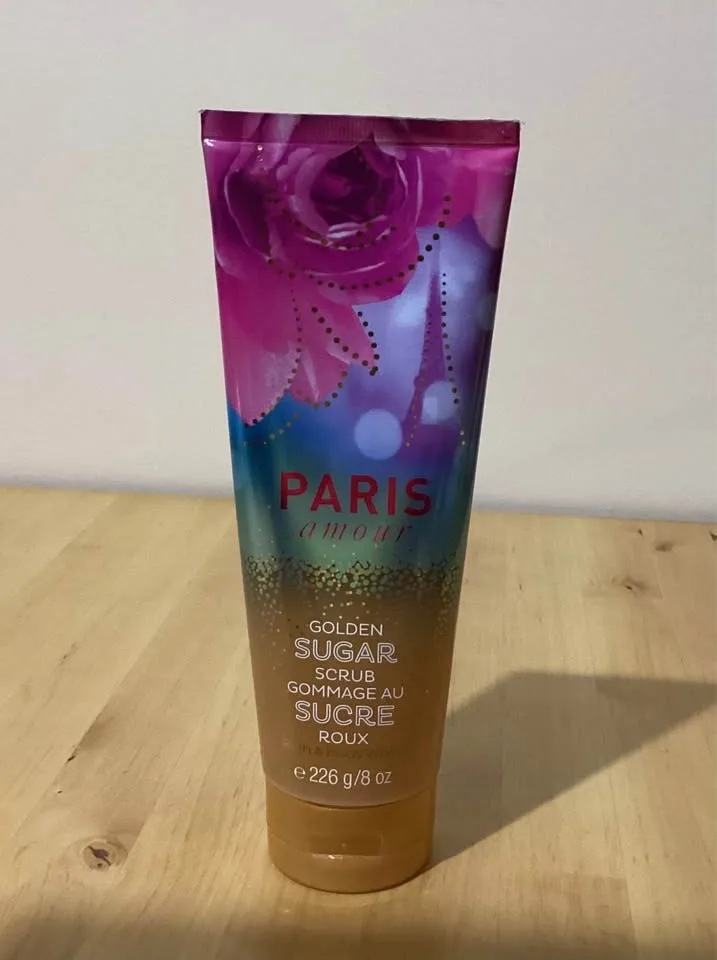 PARIS
amour
GOLDEN
SUGAR
SCRUB
GOMMAGE AU
SUCRE
ROUX
℮ 226 g/8 oz